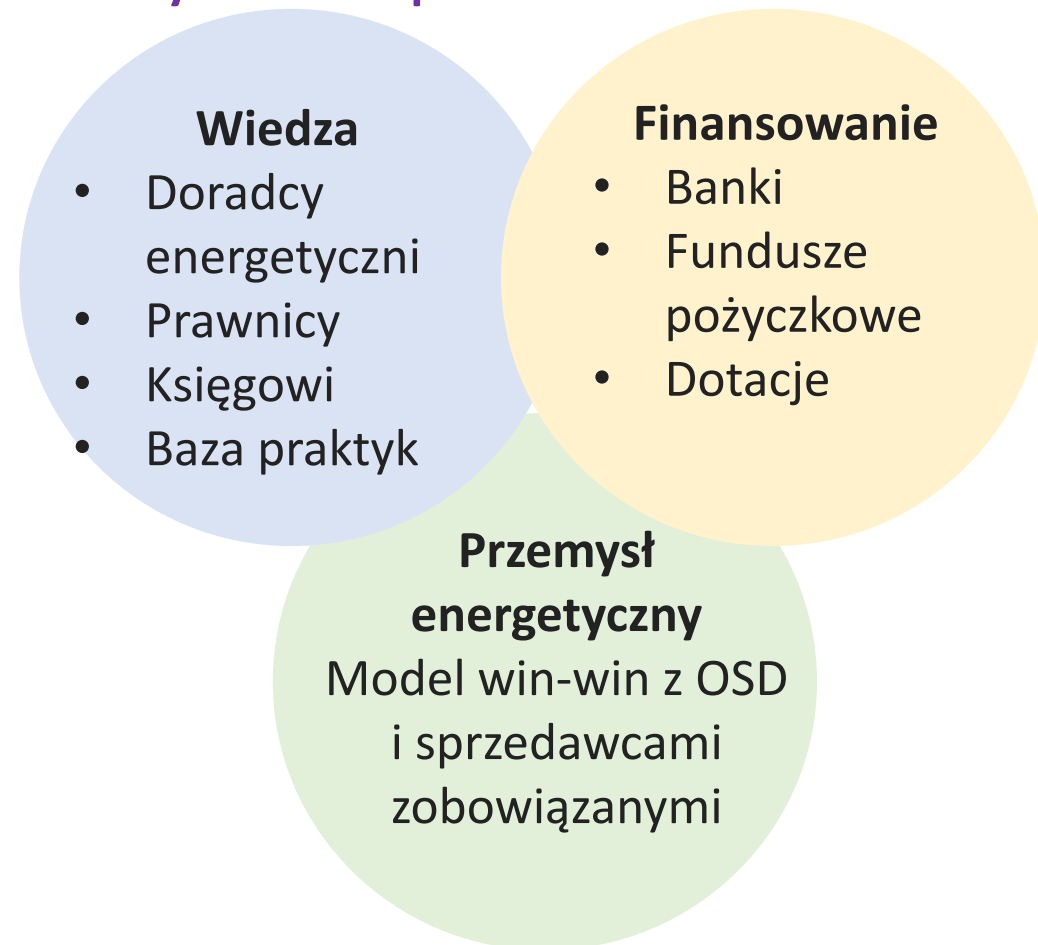 Wiedza
• Doradcy
energetyczni
• Prawnicy
• Księgowi
• Baza praktyk
Finansowanie
• Banki
• Fundusze
pożyczkowe
• Dotacje
Przemysł
energetyczny
Model win-win z OSD
i sprzedawcami
zobowiązanymi